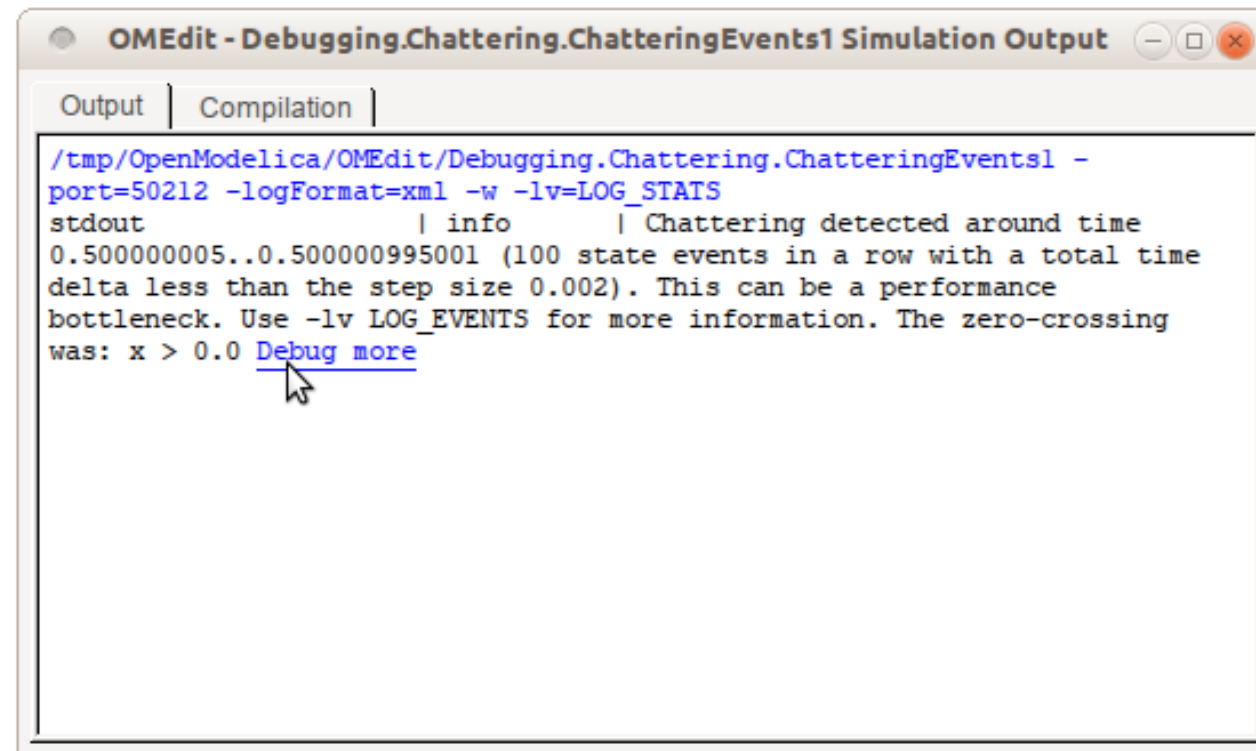 OMEdit - Debugging.Chattering.ChatteringEvents1 Simulation Output
Output Compilation
/tmp/OpenModelica/OMEdit/Debugging.Chattering.ChatteringEvents1 -
port=50212 -logFormat=xml -w -lv=LOG_STATS
stdout | info | Chattering detected around time
0.500000005..0.500000995001 (100 state events in a row with a total time
delta less than the step size 0.002). This can be a performance
bottleneck. Use -lv LOG_EVENTS for more information. The zero-crossing
was: x > 0.0 Debug more